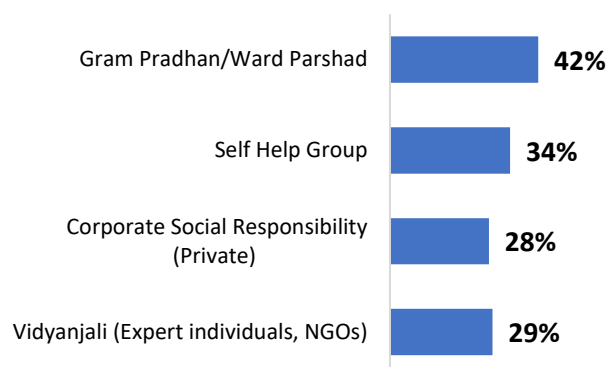 Gram Pradhan/Ward Parshad 42%
Self Help Group 34%
Corporate Social Responsibility
(Private) 28%
Vidyanjali (Expert individuals, NGOs) 29%